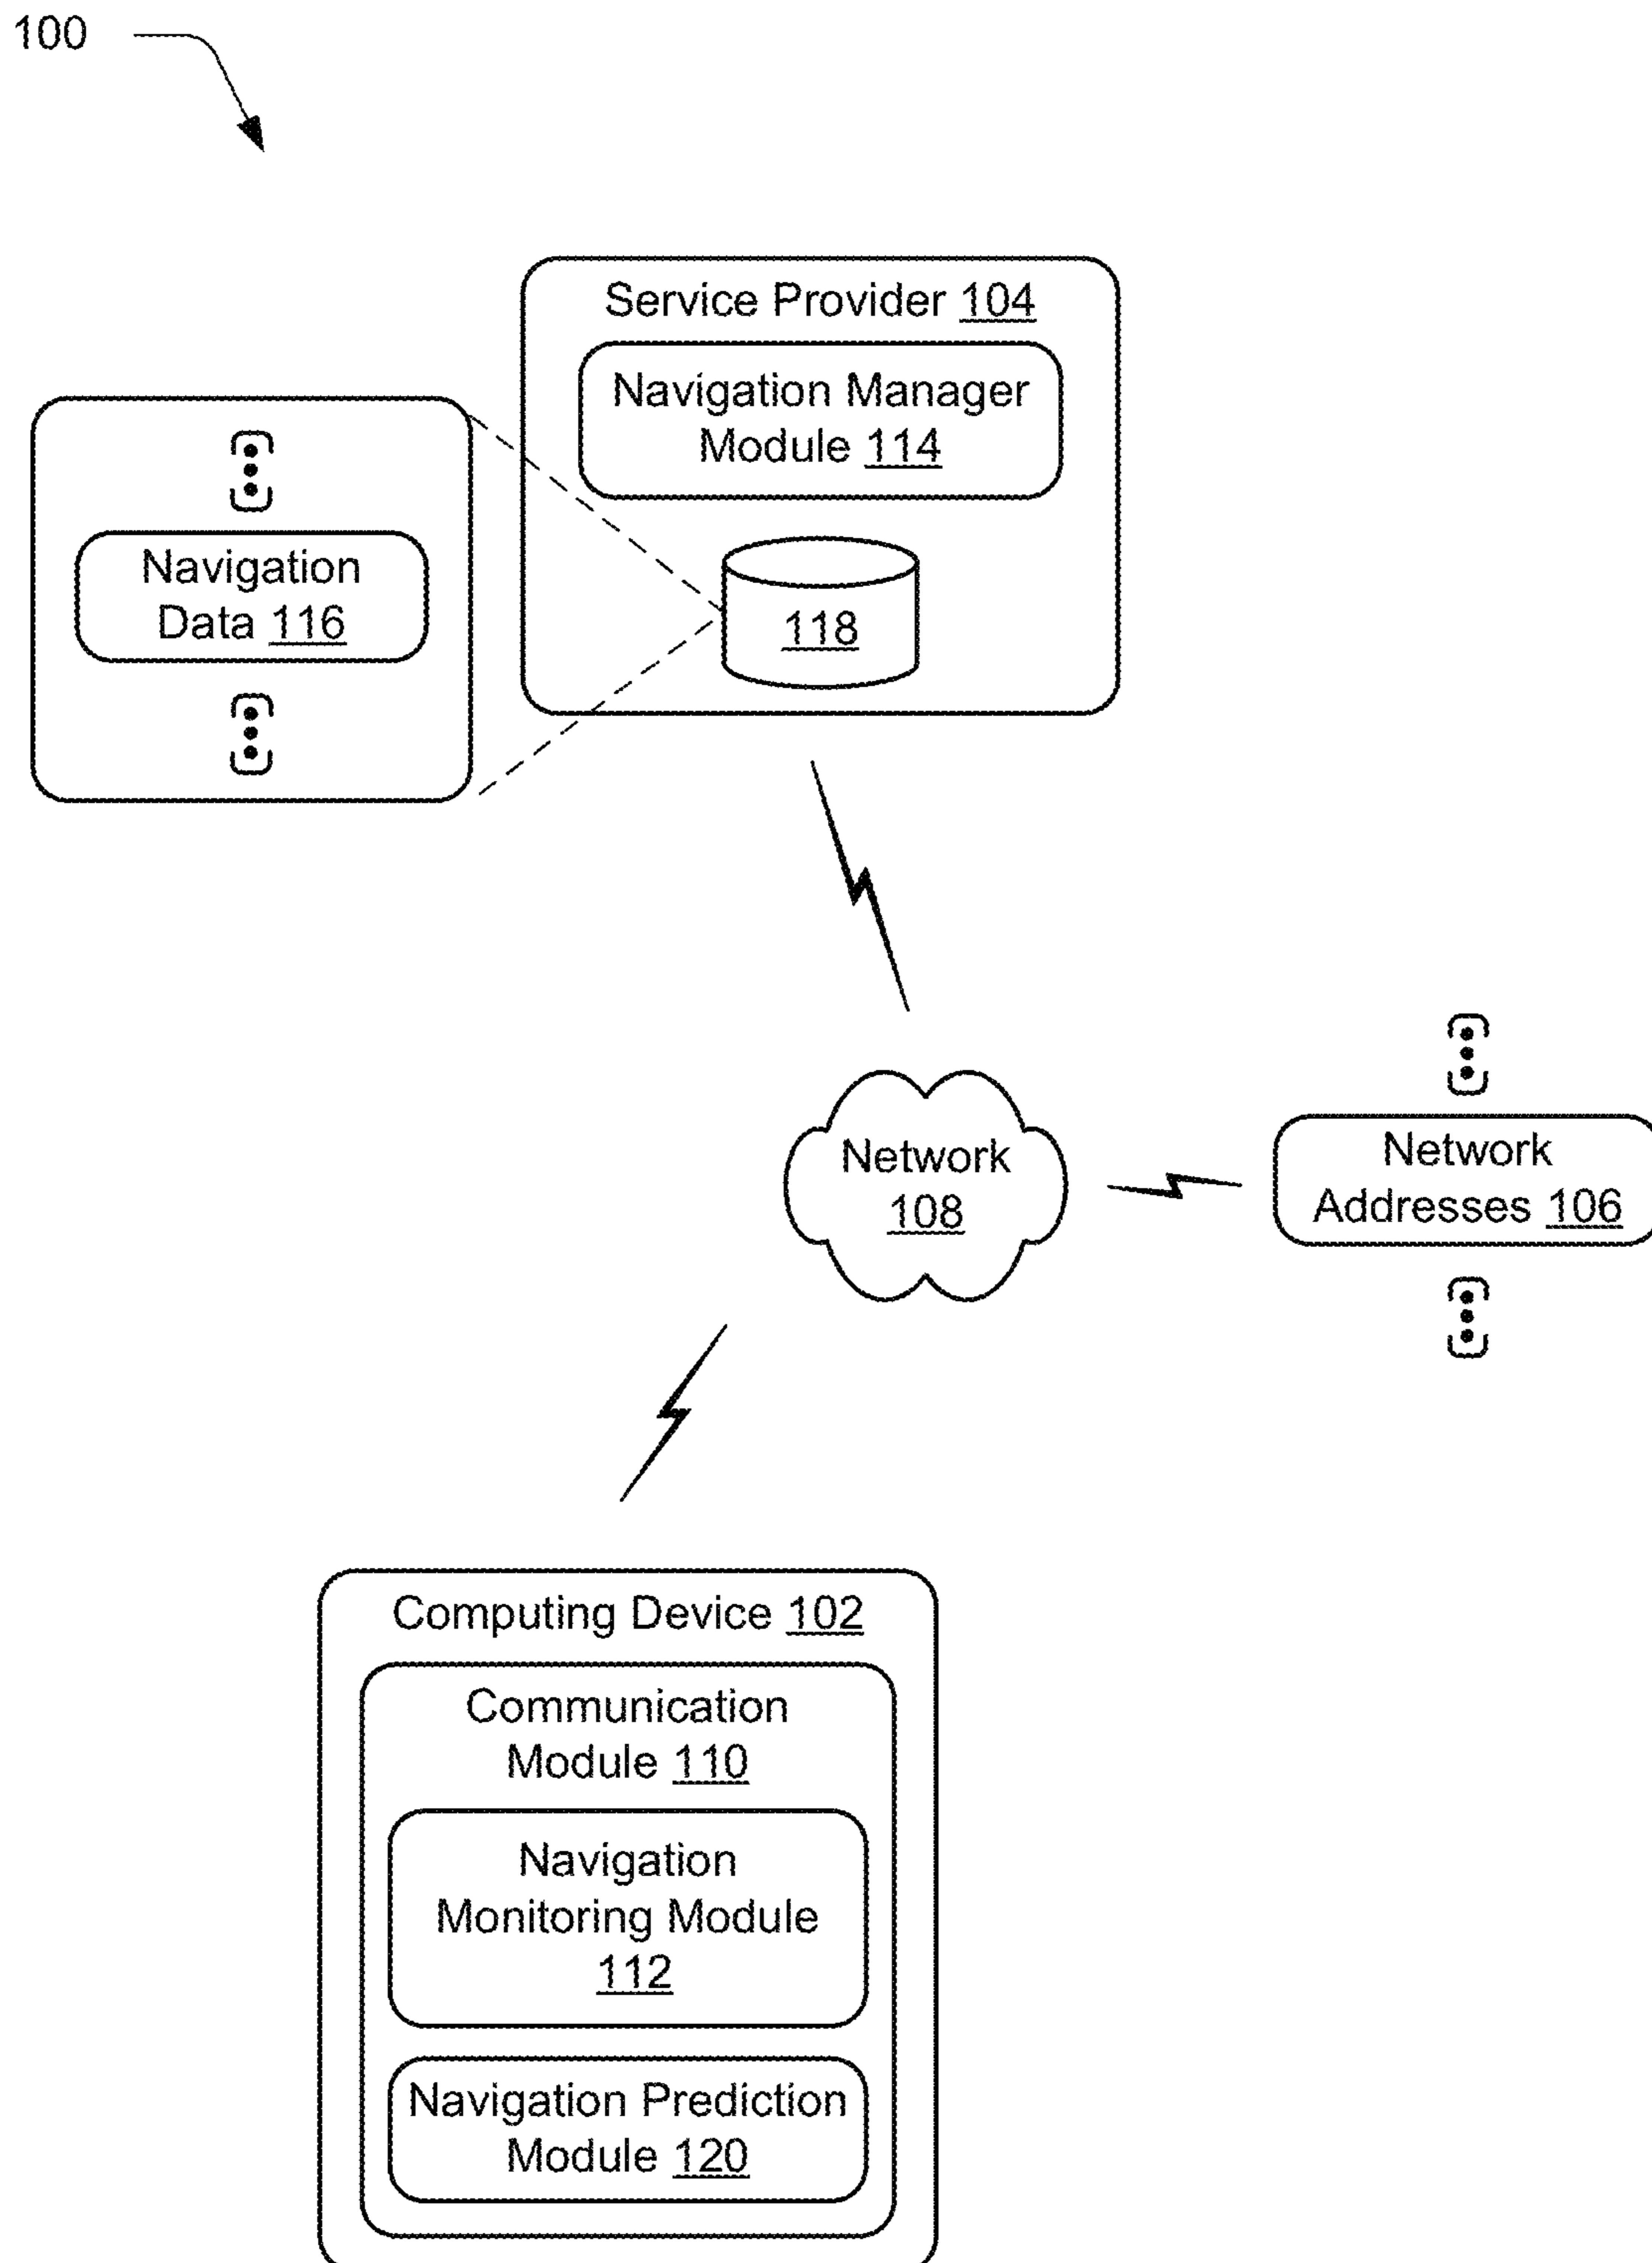 100
Service Provider 104
Navigation Manager
Module 114
Navigation
Data 116
118
Network
108
Network
Addresses 106
Computing Device 102
Communication
Module 110
Navigation
Monitoring Module
112
Navigation Prediction
Module 120